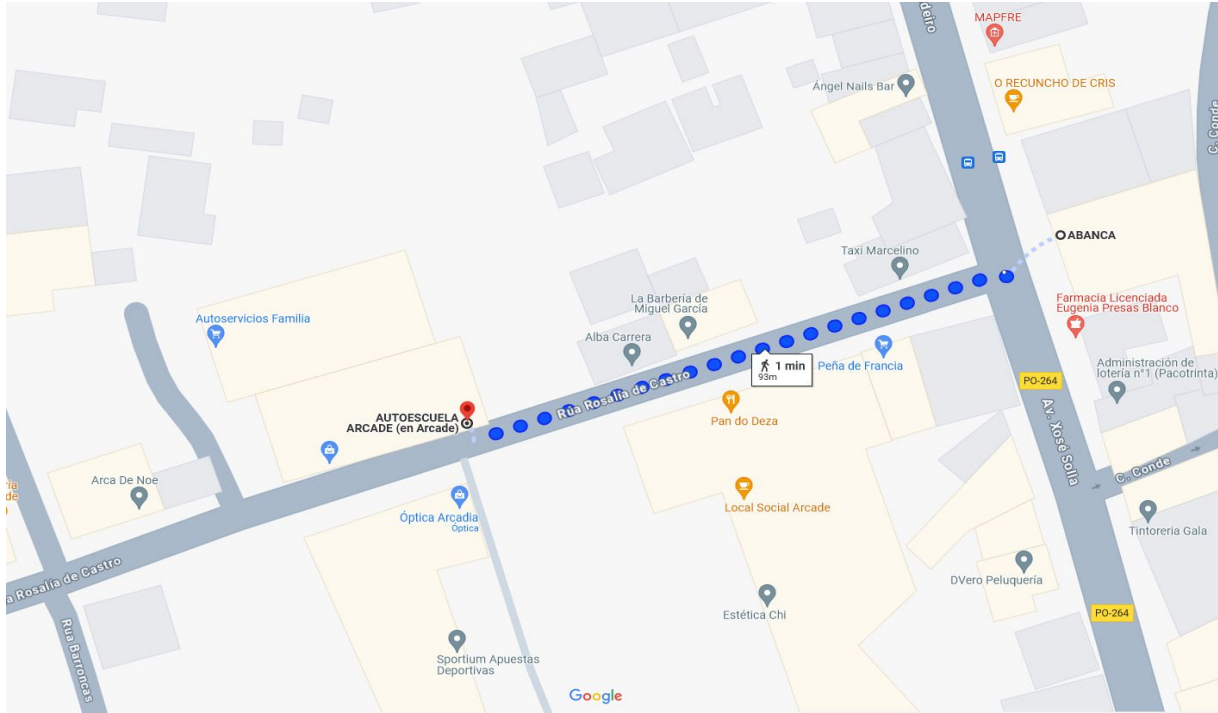 MAPFRE
deiro
O RECUNCHO DE CRIS
Ángel Nails Bar
C. Conde
ABANCA
Taxi Marcelino
Farmacia Licenciada
Eugenia Presas Blanco
La Barbería de
Miguel García
Autoservicios Familia
Alba Carrera
1 min
93m
Peña de Francia
Administración de
lotería n°1 (Pacotrinta)
PO-264
Rúa Rosalía de Castro
AUTOESCUELA
ARCADE (en Arcade)
Pan do Deza
Av. Xosé Solla
C. Conde
Arca De Noe
Óptica Arcadia
Óptica
Local Social Arcade
Tintoreria Gala
a Rosalía de Castro
DVero Peluquería
Estética Chi
PO-264
Rúa Barroncas
Sportium Apuestas
Deportivas
Google